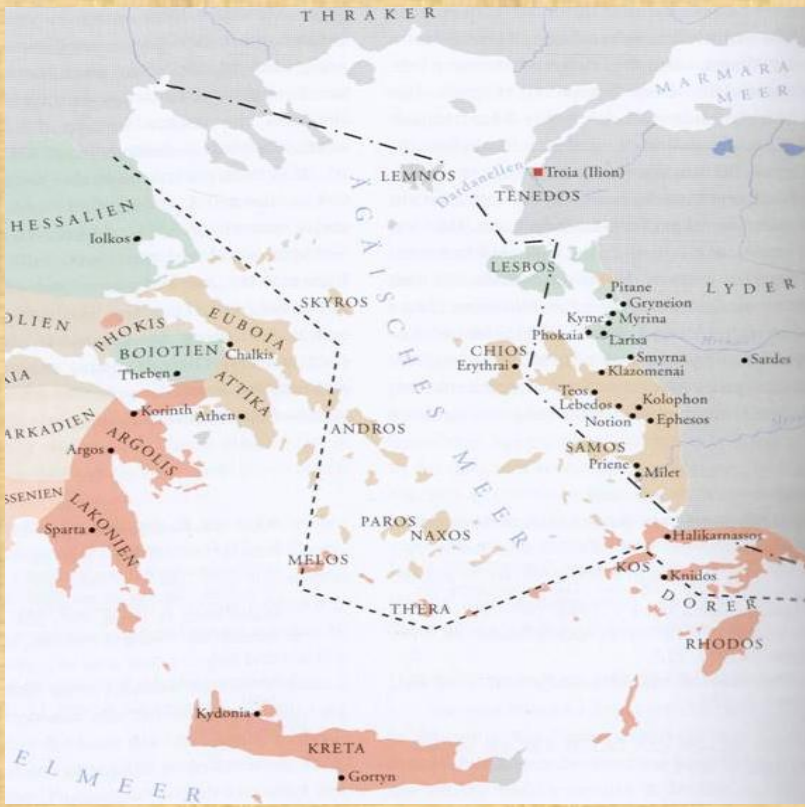 THRAKER
MARMARA
MEER
LEMNOS
Dardanellen
Troia (Ilion)
TENEDOS
ÄGÄISCHES MEER
HESSALIEN
Iolkos
LESBOS
LYDER
Pitane
Gryneion
Kyme
Myrina
Phokaia
Larisa
SKYROS
OLIEN
PHOKIS
EUBOIA
BOIOTIEN
Chalkis
Theben
CHIOS
Erythrai
Smyrna
Klazomenai
Sardes
AIA
ATTIKA
Teos
Lebedos
Kolophon
Notion
Ephesos
ARKADIEN
Korinth
Athen
ANDROS
Argos
ARGOLIS
SAMOS
Priene
Milet
SSENIEN
LAKONIEN
Sparta
PAROS
NAXOS
Halikarnassos
MELOS
KOS
Knidos
THERA
DORER
RHODOS
Kydonia
KRETA
Gortyn
ELMEER